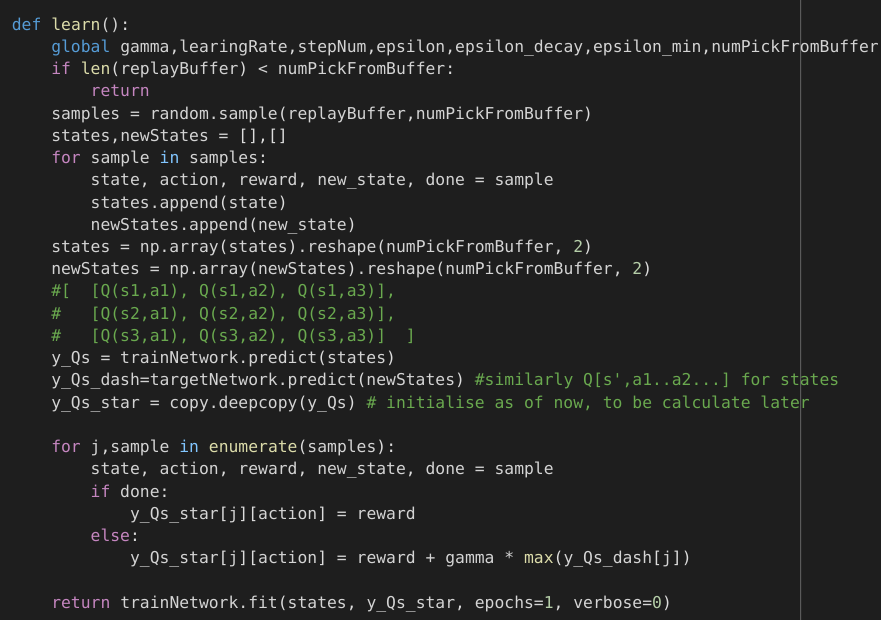 def learn():
    global gamma,learingRate,stepNum,epsilon,epsilon_decay,epsilon_min,numPickFromBuffer
    if len(replayBuffer) < numPickFromBuffer:
        return
    samples = random.sample(replayBuffer,numPickFromBuffer)
    states,newStates = [],[]
    for sample in samples:
        state, action, reward, new_state, done = sample
        states.append(state)
        newStates.append(new_state)
    states = np.array(states).reshape(numPickFromBuffer, 2)
    newStates = np.array(newStates).reshape(numPickFromBuffer, 2)
    #[  [Q(s1,a1), Q(s1,a2), Q(s1,a3)],
    #   [Q(s2,a1), Q(s2,a2), Q(s2,a3)],
    #   [Q(s3,a1), Q(s3,a2), Q(s3,a3)]  ]
    y_Qs = trainNetwork.predict(states)
    y_Qs_dash=targetNetwork.predict(newStates) #similarly Q[s',a1..a2...] for states
    y_Qs_star = copy.deepcopy(y_Qs) # initialise as of now, to be calculate later
    for j,sample in enumerate(samples):
        state, action, reward, new_state, done = sample
        if done:
            y_Qs_star[j][action] = reward
        else:
            y_Qs_star[j][action] = reward + gamma * max(y_Qs_dash[j])
    return trainNetwork.fit(states, y_Qs_star, epochs=1, verbose=0)